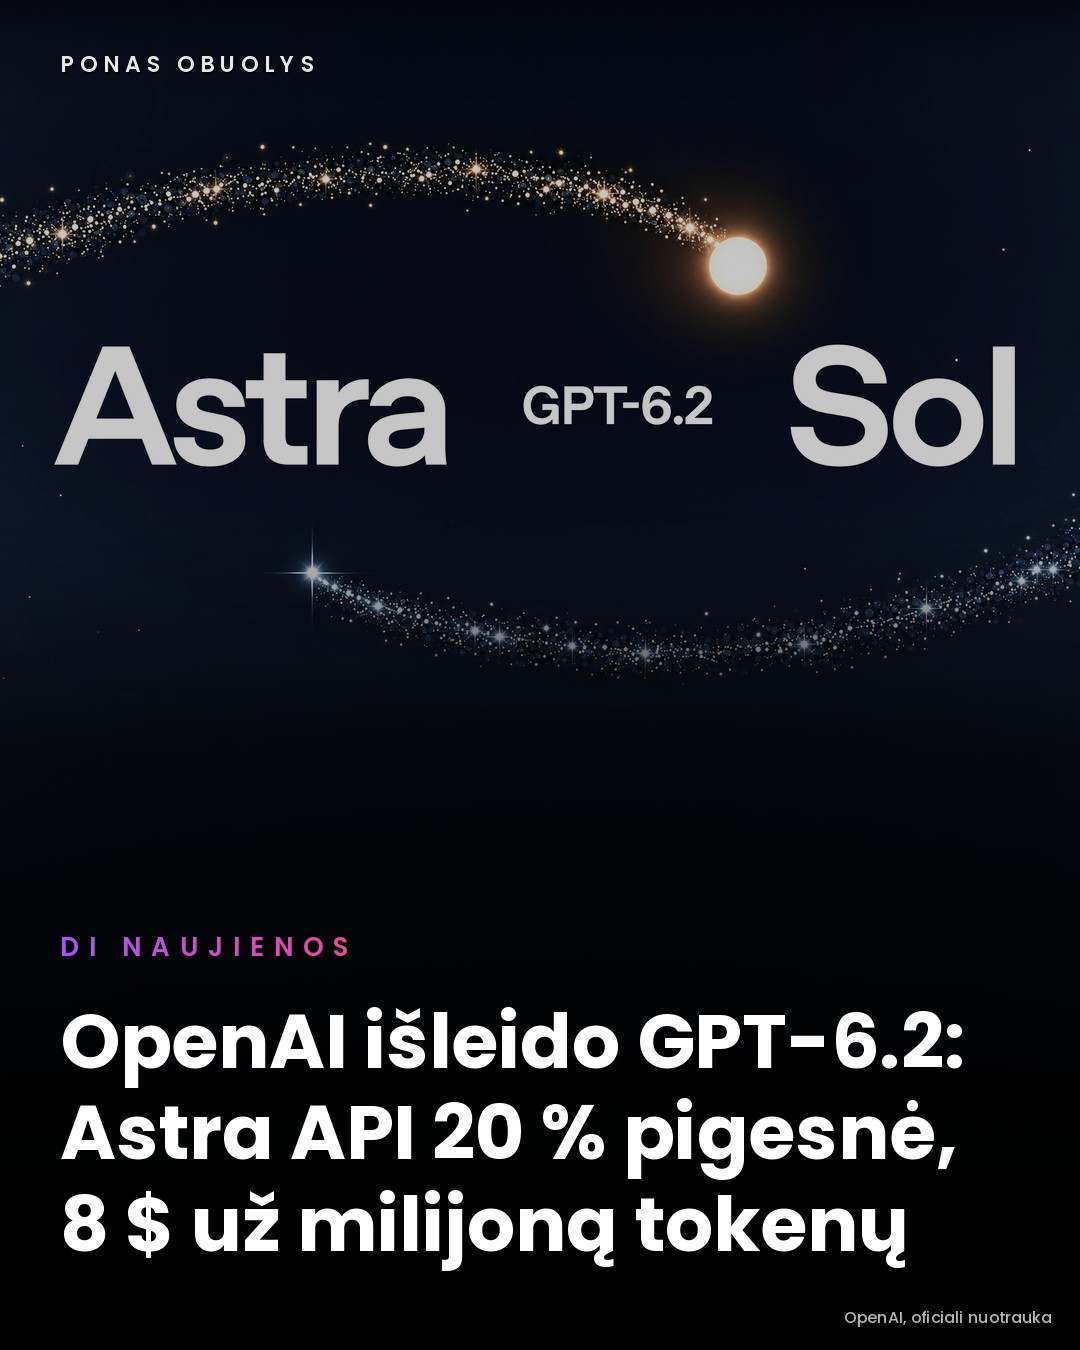 PONAS OBUOLYS
Astra GPT-6.2 Sol
DI NAUJIENOS
OpenAI išleido GPT-6.2:
Astra API 20 % pigesnė,
8 $ už milijoną tokenų
OpenAI, oficiali nuotrauka